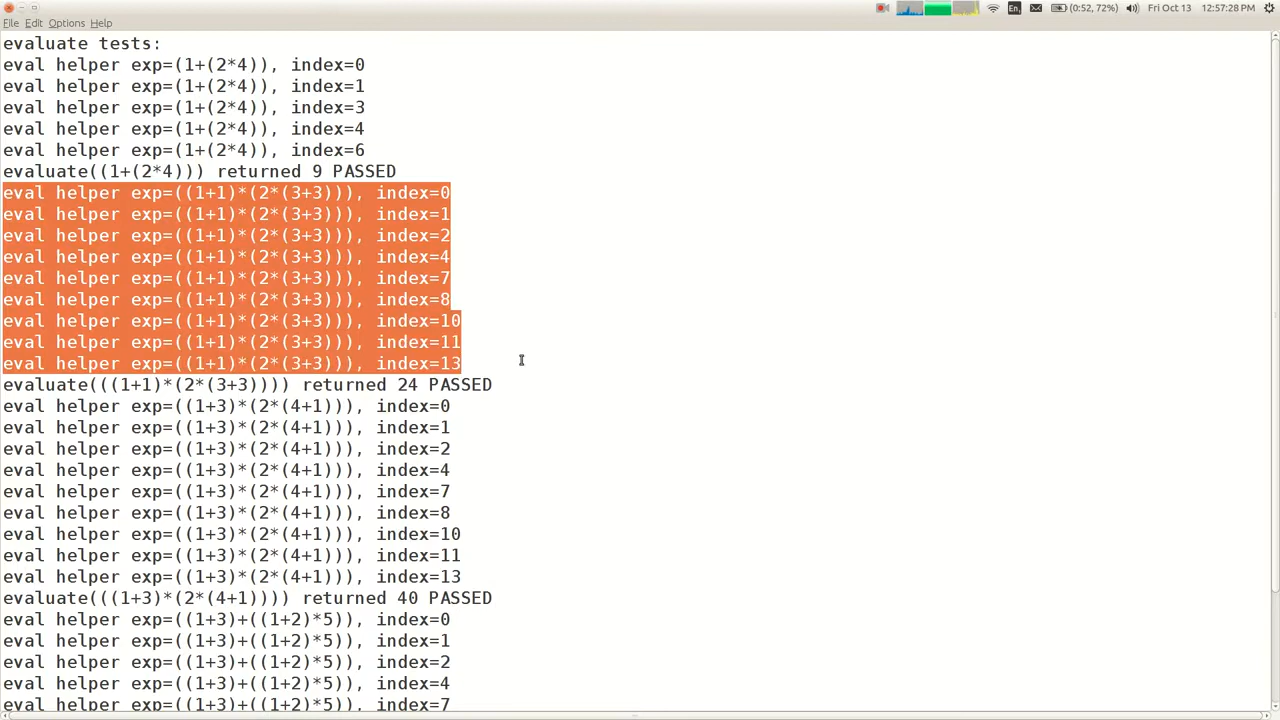 (0:52, 72%) Fri Oct 13 12:57:28 PM
En
File Edit Options Help
evaluate tests:
eval helper exp=(1+(2*4)), index=0
eval helper exp=(1+(2*4)), index=1
eval helper exp=(1+(2*4)), index=3
eval helper exp=(1+(2*4)), index=4
eval helper exp=(1+(2*4)), index=6
evaluate((1+(2*4))) returned 9 PASSED
eval helper exp=((1+1)*(2*(3+3))), index=0
eval helper exp=((1+1)*(2*(3+3))), index=1
eval helper exp=((1+1)*(2*(3+3))), index=2
eval helper exp=((1+1)*(2*(3+3))), index=4
eval helper exp=((1+1)*(2*(3+3))), index=7
eval helper exp=((1+1)*(2*(3+3))), index=8
eval helper exp=((1+1)*(2*(3+3))), index=10
eval helper exp=((1+1)*(2*(3+3))), index=11
eval helper exp=((1+1)*(2*(3+3))), index=13
evaluate(((1+1)*(2*(3+3)))) returned 24 PASSED
eval helper exp=((1+3)*(2*(4+1))), index=0
eval helper exp=((1+3)*(2*(4+1))), index=1
eval helper exp=((1+3)*(2*(4+1))), index=2
eval helper exp=((1+3)*(2*(4+1))), index=4
eval helper exp=((1+3)*(2*(4+1))), index=7
eval helper exp=((1+3)*(2*(4+1))), index=8
eval helper exp=((1+3)*(2*(4+1))), index=10
eval helper exp=((1+3)*(2*(4+1))), index=11
eval helper exp=((1+3)*(2*(4+1))), index=13
evaluate(((1+3)*(2*(4+1)))) returned 40 PASSED
eval helper exp=((1+3)+((1+2)*5)), index=0
eval helper exp=((1+3)+((1+2)*5)), index=1
eval helper exp=((1+3)+((1+2)*5)), index=2
eval helper exp=((1+3)+((1+2)*5)), index=4
eval helper exp=((1+3)+((1+2)*5)), index=7